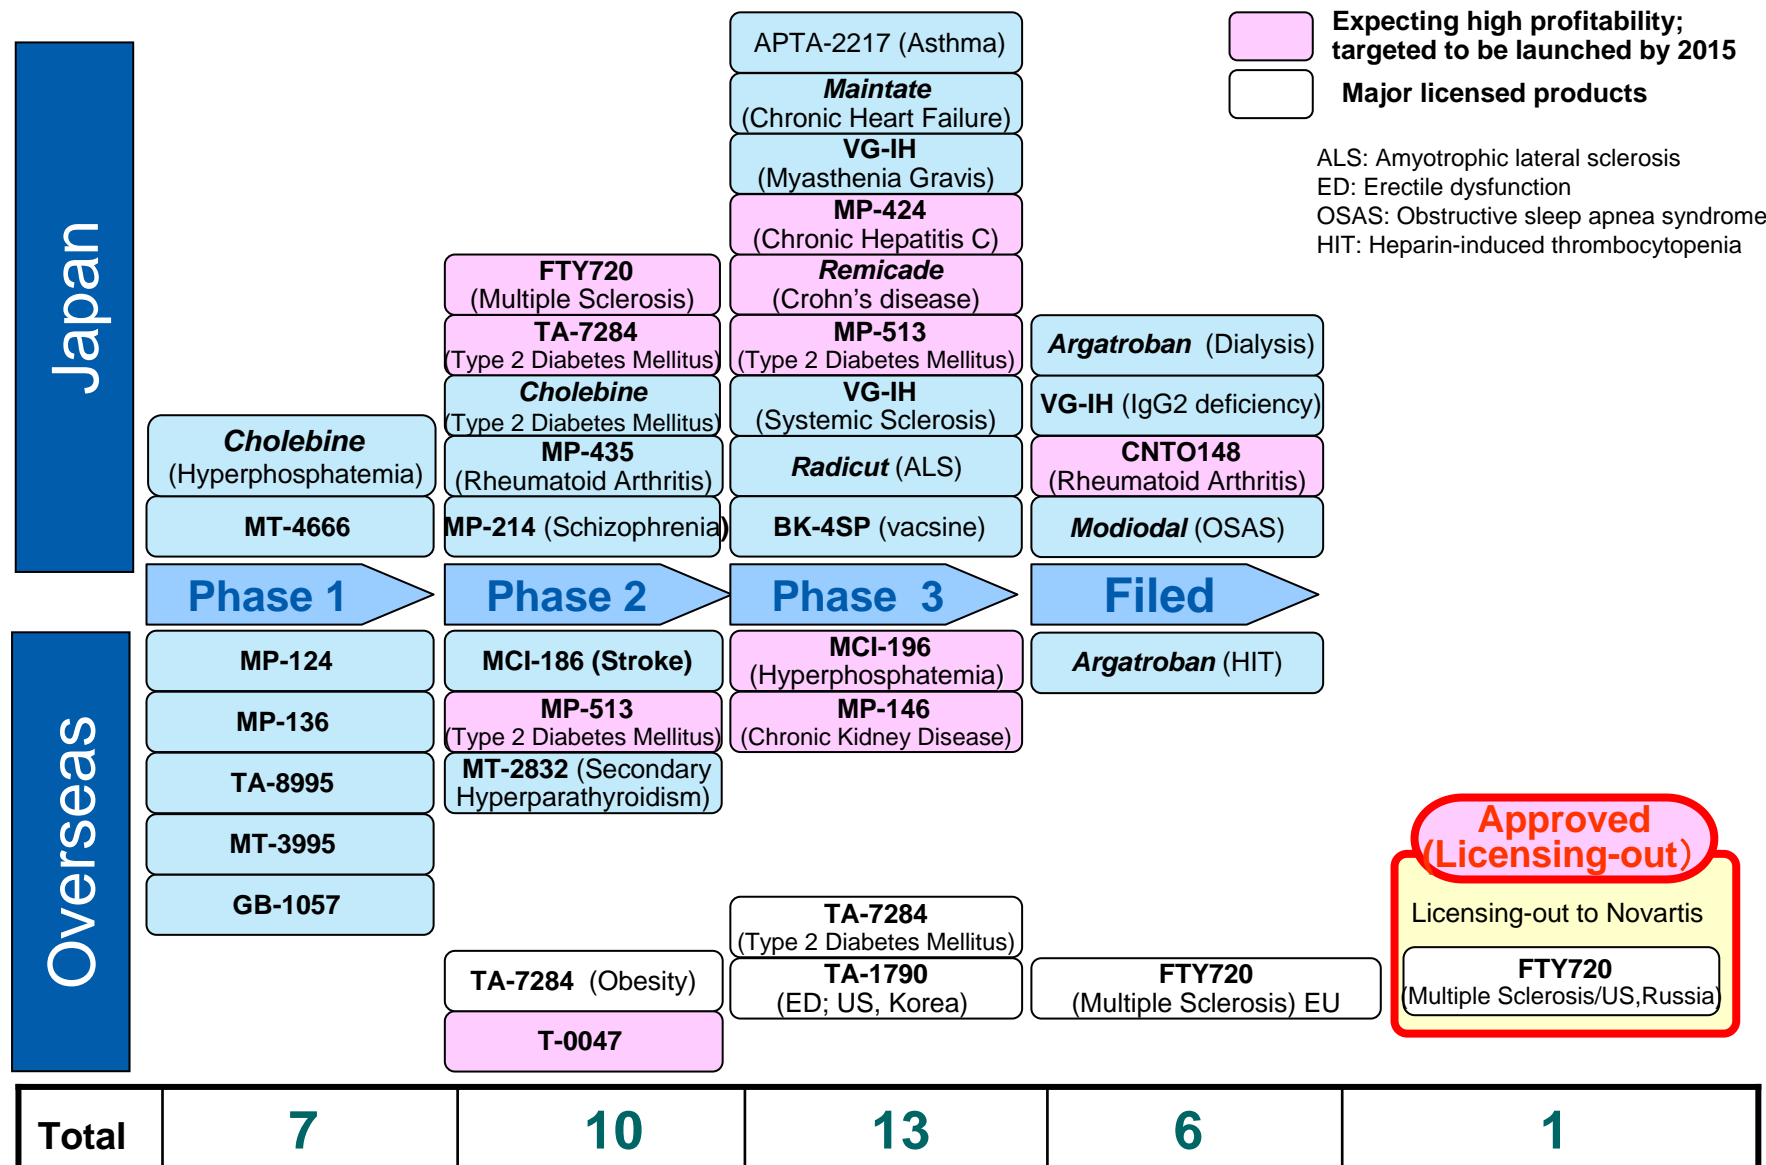 Expecting high profitability;
targeted to be launched by 2015
Major licensed products
ALS: Amyotrophic lateral sclerosis
ED: Erectile dysfunction
OSAS: Obstructive sleep apnea syndrome
HIT: Heparin-induced thrombocytopenia
Japan
Cholebine
(Hyperphosphatemia)
MT-4666
FTY720
(Multiple Sclerosis)
TA-7284
(Type 2 Diabetes Mellitus)
Cholebine
(Type 2 Diabetes Mellitus)
MP-435
(Rheumatoid Arthritis)
MP-214 (Schizophrenia)
APTA-2217 (Asthma)
Maintate
(Chronic Heart Failure)
VG-IH
(Myasthenia Gravis)
MP-424
(Chronic Hepatitis C)
Remicade
(Crohn's disease)
MP-513
(Type 2 Diabetes Mellitus)
VG-IH
(Systemic Sclerosis)
Radicut (ALS)
BK-4SP (vacsine)
Argatroban (Dialysis)
VG-IH (IgG2 deficiency)
CNTO148
(Rheumatoid Arthritis)
Modiodal (OSAS)
Phase 1
Phase 2
Phase 3
Filed
Overseas
MP-124
MP-136
TA-8995
MT-3995
GB-1057
MCI-186 (Stroke)
MP-513
(Type 2 Diabetes Mellitus)
MT-2832 (Secondary
Hyperparathyroidism)
TA-7284 (Obesity)
T-0047
MCI-196
(Hyperphosphatemia)
MP-146
(Chronic Kidney Disease)
TA-7284
(Type 2 Diabetes Mellitus)
TA-1790
(ED; US, Korea)
Argatroban (HIT)
FTY720
(Multiple Sclerosis) EU
Approved
(Licensing-out）
Licensing-out to Novartis
FTY720
(Multiple Sclerosis/US,Russia)
Total 7 10 13 6 1